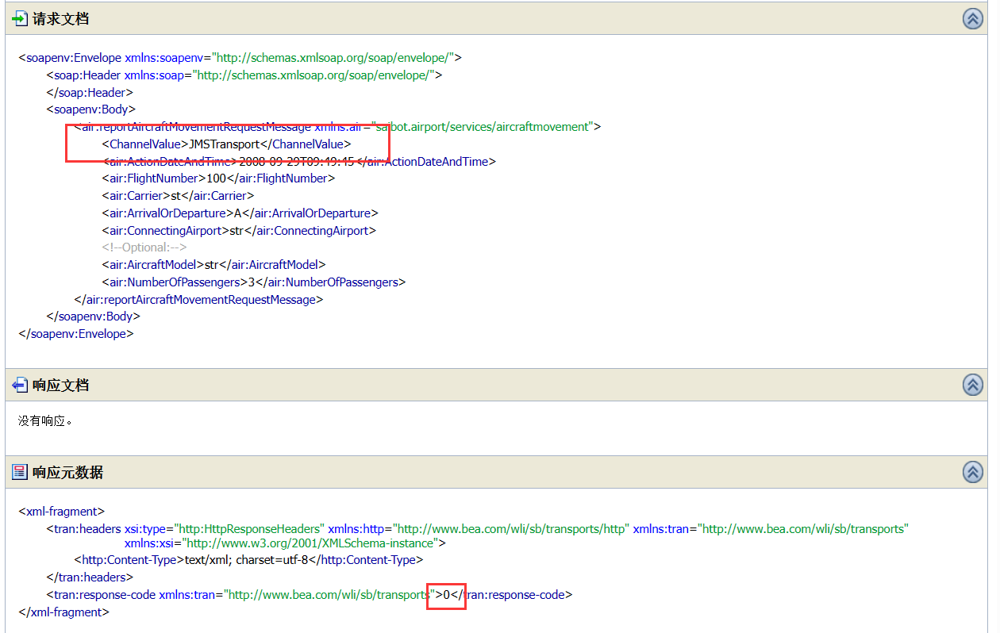 请求文档
<soapenv:Envelope xmlns:soapenv="http://schemas.xmlsoap.org/soap/envelope/">
<soap:Header xmlns:soap="http://schemas.xmlsoap.org/soap/envelope/">
</soap:Header>
<soapenv:Body>
<air:reportAircraftMovementRequestMessage xmlns:air="saibot.airport/services/aircraftmovement">
<ChannelValue>JMSTransport</ChannelValue>
<air:ActionDateAndTime>2008-09-29T09:49:45</air:ActionDateAndTime>
<air:FlightNumber>100</air:FlightNumber>
<air:Carrier>st</air:Carrier>
<air:ArrivalOrDeparture>A</air:ArrivalOrDeparture>
<air:ConnectingAirport>str</air:ConnectingAirport>
<!--Optional:-->
<air:AircraftModel>str</air:AircraftModel>
<air:NumberOfPassengers>3</air:NumberOfPassengers>
</air:reportAircraftMovementRequestMessage>
</soapenv:Body>
</soapenv:Envelope>
响应文档
没有响应。
响应元数据
<xml-fragment>
<tran:headers xsi:type="http:HttpResponseHeaders" xmlns:http="http://www.bea.com/wli/sb/transports/http" xmlns:tran="http://www.bea.com/wli/sb/transports"
xmlns:xsi="http://www.w3.org/2001/XMLSchema-instance">
<http:Content-Type>text/xml; charset=utf-8</http:Content-Type>
</tran:headers>
<tran:response-code xmlns:tran="http://www.bea.com/wli/sb/transports">0</tran:response-code>
</xml-fragment>